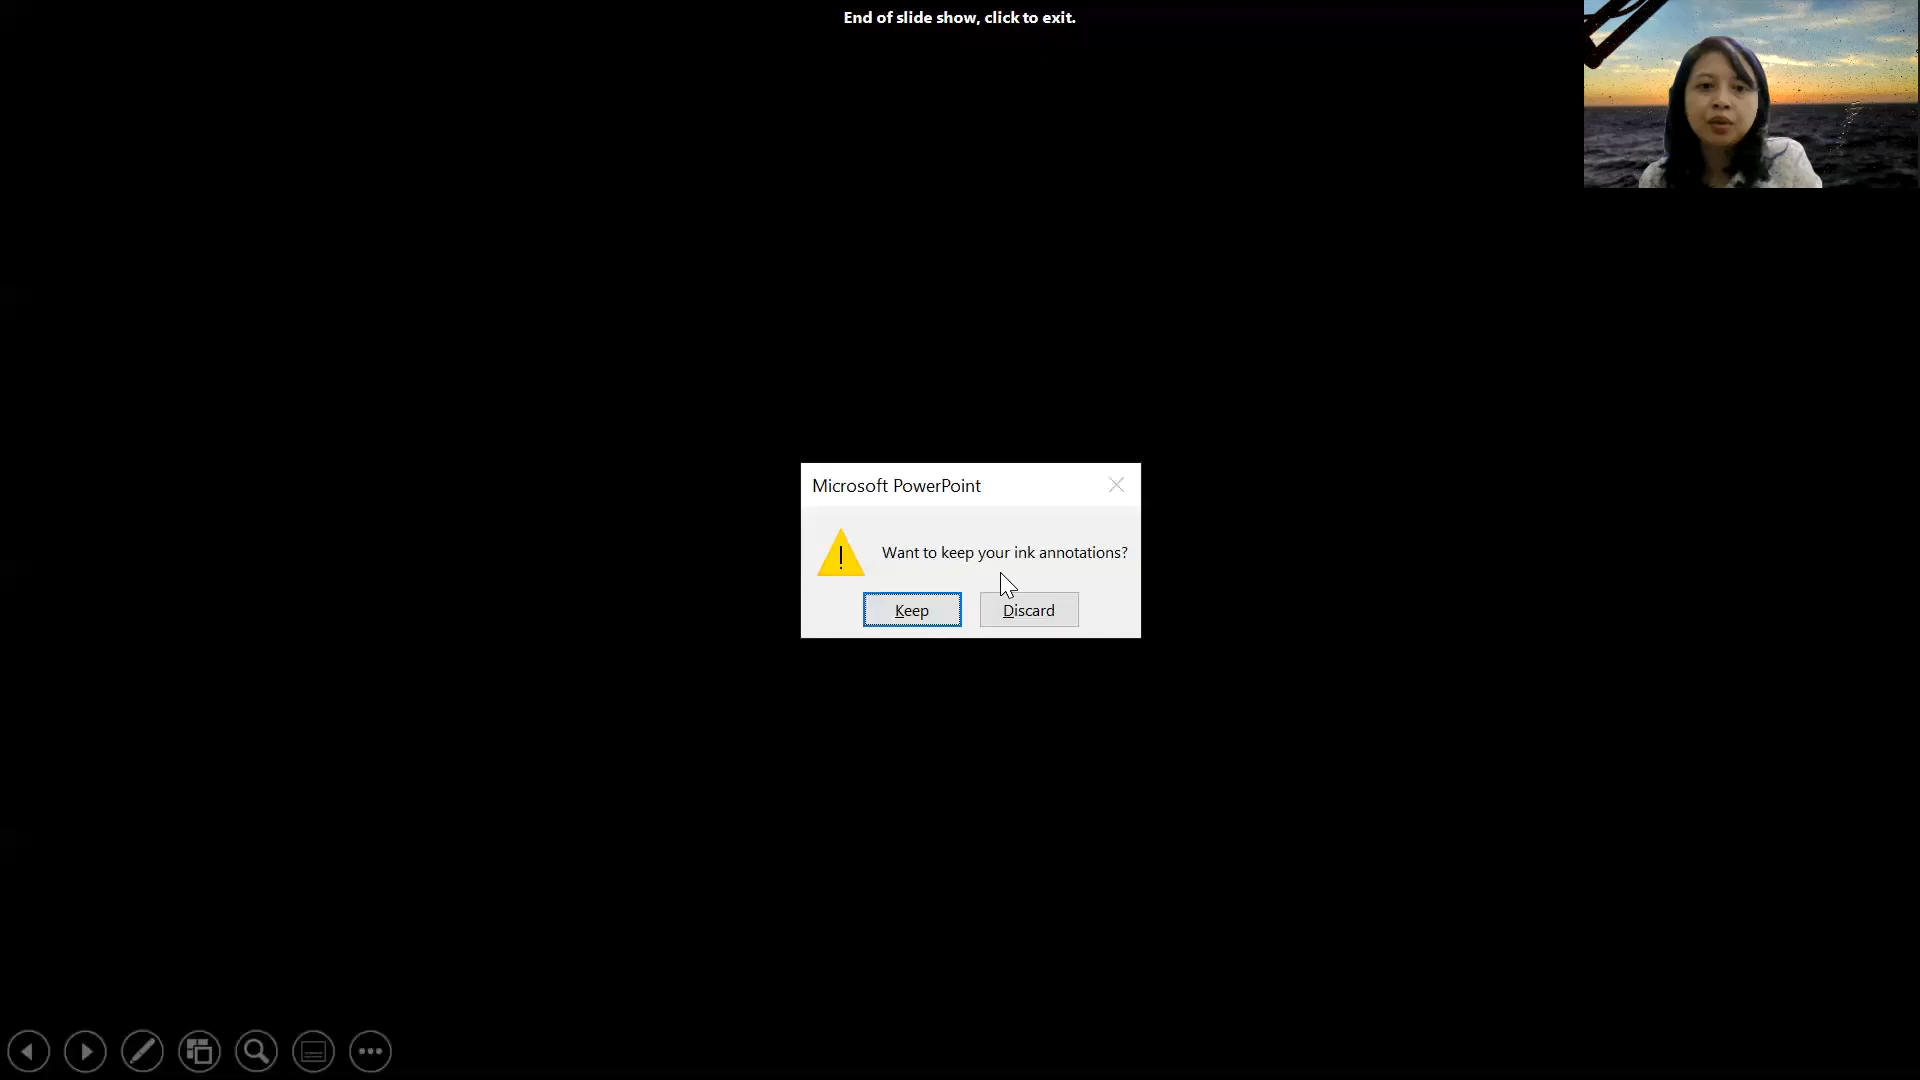 End of slide show, click to exit.
Microsoft PowerPoint
Want to keep your ink annotations?
Keep
Discard